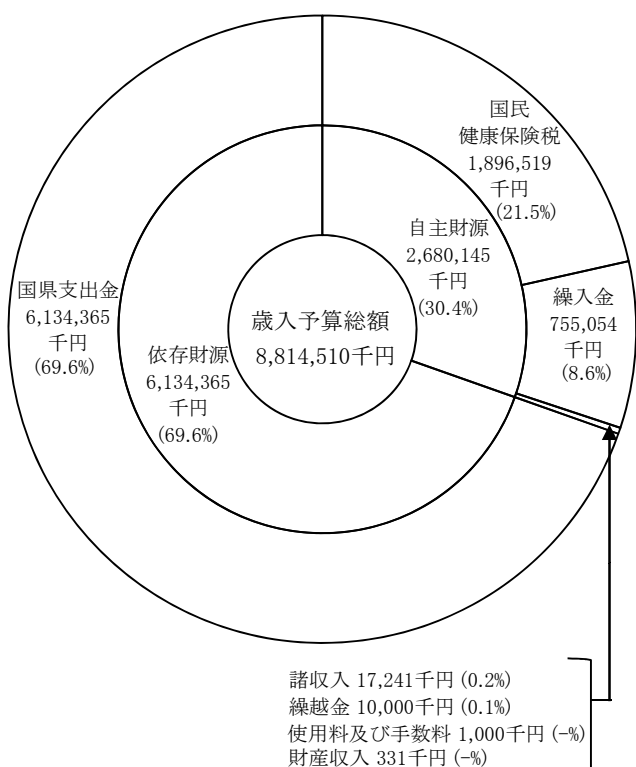 国民
健康保険税
1,896,519
千円
(21.5%)
自主財源
2,680,145
千円
(30.4%)
繰入金
755,054
千円
(8.6%)
国県支出金
6,134,365
千円
(69.6%)
歳入予算総額
8,814,510千円
依存財源
6,134,365
千円
(69.6%)
諸収入 17,241千円 (0.2%)
繰越金 10,000千円 (0.1%)
使用料及び手数料 1,000千円 (-%)
財産収入 331千円 (-%)